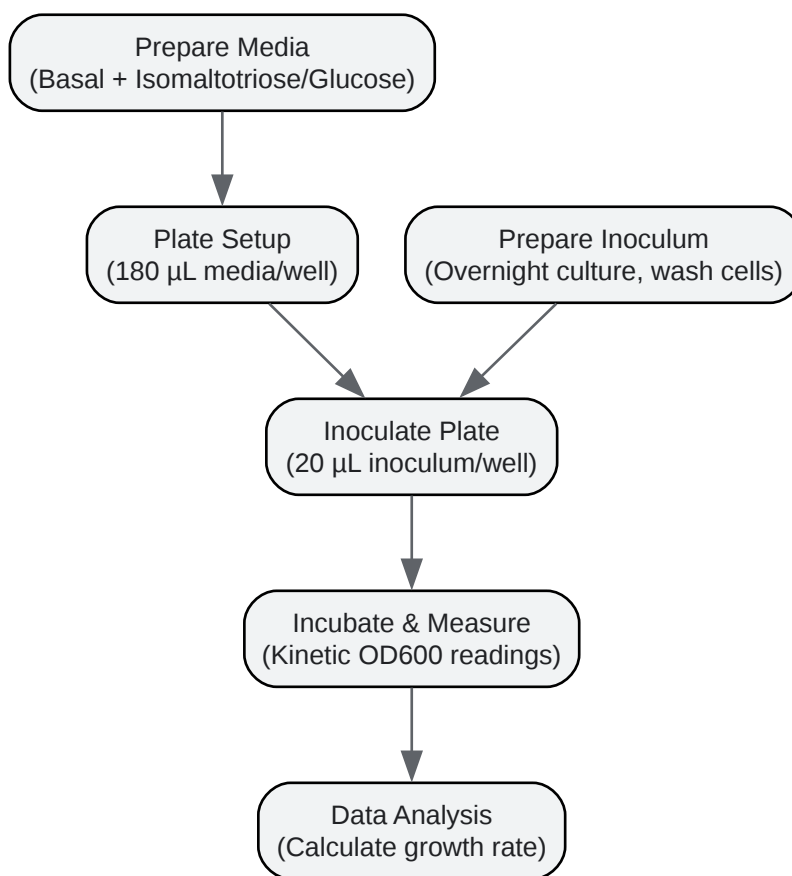 Prepare Media
(Basal + Isomaltotriose/Glucose)
Plate Setup
(180 µL media/well)
Prepare Inoculum
(Overnight culture, wash cells)
Inoculate Plate
(20 µL inoculum/well)
Incubate & Measure
(Kinetic OD600 readings)
Data Analysis
(Calculate growth rate)